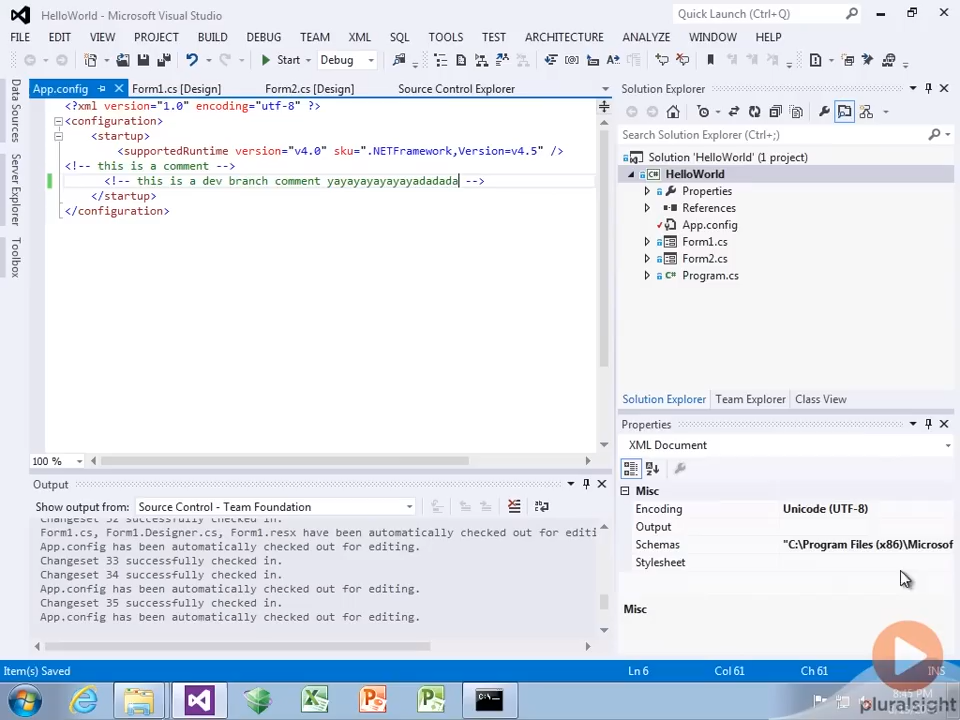 HelloWorld - Microsoft Visual Studio
Quick Launch (Ctrl+Q)
FILE EDIT VIEW PROJECT BUILD DEBUG TEAM XML SQL TOOLS TEST ARCHITECTURE ANALYZE WINDOW HELP
Start Debug
Data Sources
Server Explorer
Toolbox
App.config Form1.cs [Design] Form2.cs [Design] Source Control Explorer
<?xml version="1.0" encoding="utf-8" ?>
<configuration>
<startup>
<supportedRuntime version="v4.0" sku=".NETFramework,Version=v4.5" />
<!-- this is a comment -->
<!-- this is a dev branch comment yayayayayayayadadada -->
</startup>
</configuration>
100 %
Output
Show output from: Source Control - Team Foundation
Changeset 32 successfully checked in.
Form1.cs, Form1.Designer.cs, Form1.resx have been automatically checked out for editi
App.config has been automatically checked out for editing.
Changeset 33 successfully checked in.
Changeset 34 successfully checked in.
App.config has been automatically checked out for editing.
Changeset 35 successfully checked in.
App.config has been automatically checked out for editing.
Solution Explorer
Search Solution Explorer (Ctrl+;)
Solution 'HelloWorld' (1 project)
HelloWorld
Properties
References
App.config
Form1.cs
Form2.cs
Program.cs
Solution Explorer Team Explorer Class View
Properties
XML Document
Misc
Encoding Unicode (UTF-8)
Output
Schemas "C:\Program Files (x86)\Microsof
Stylesheet
Misc
Item(s) Saved Ln 6 Col 61 Ch 61 INS
8:45 PM
pluralsight